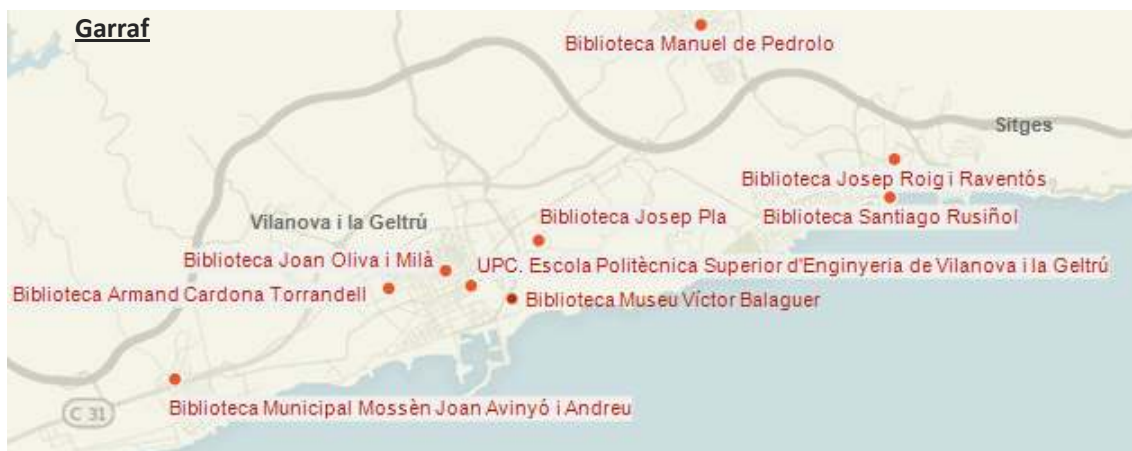 Garraf
Biblioteca Manuel de Pedrolo
Sitges
Biblioteca Josep Roig i Raventós
Biblioteca Josep Pla
Biblioteca Santiago Rusiñol
Vilanova i la Geltrú
Biblioteca Joan Oliva i Milà
UPC. Escola Politècnica Superior d'Enginyeria de Vilanova i la Geltrú
Biblioteca Armand Cardona Torrandell
Biblioteca Museu Víctor Balaguer
Biblioteca Municipal Mossèn Joan Avinyó i Andreu
C 31